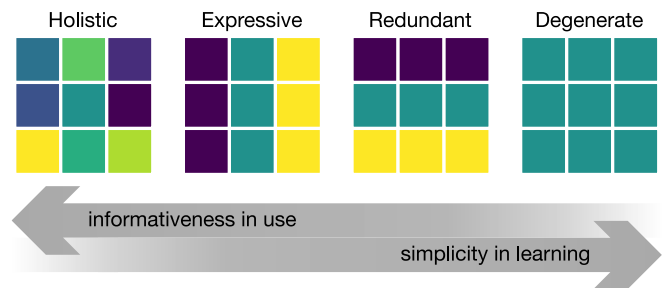 Holistic Expressive Redundant Degenerate
informativeness in use
simplicity in learning